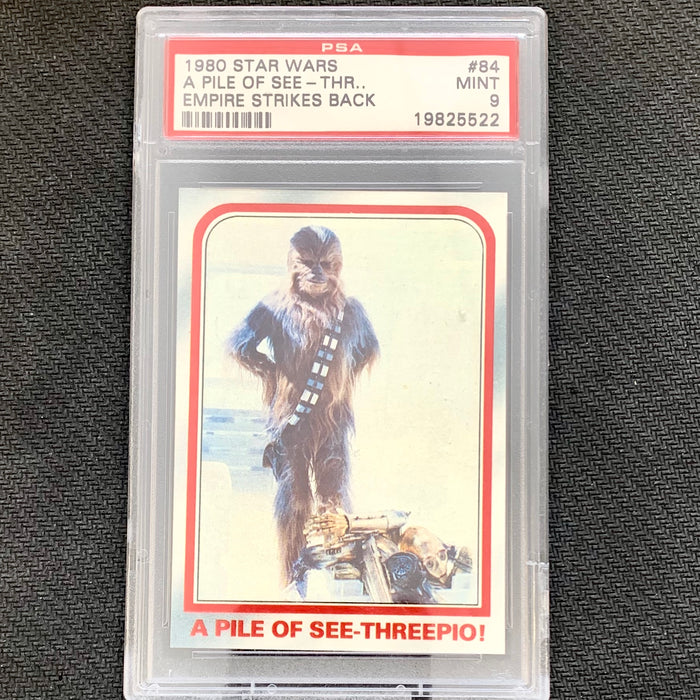 PSA
1980 STAR WARS #84
A PILE OF SEE-THR.. MINT
EMPIRE STRIKES BACK 9
19825522
A PILE OF SEE-THREEPIO!